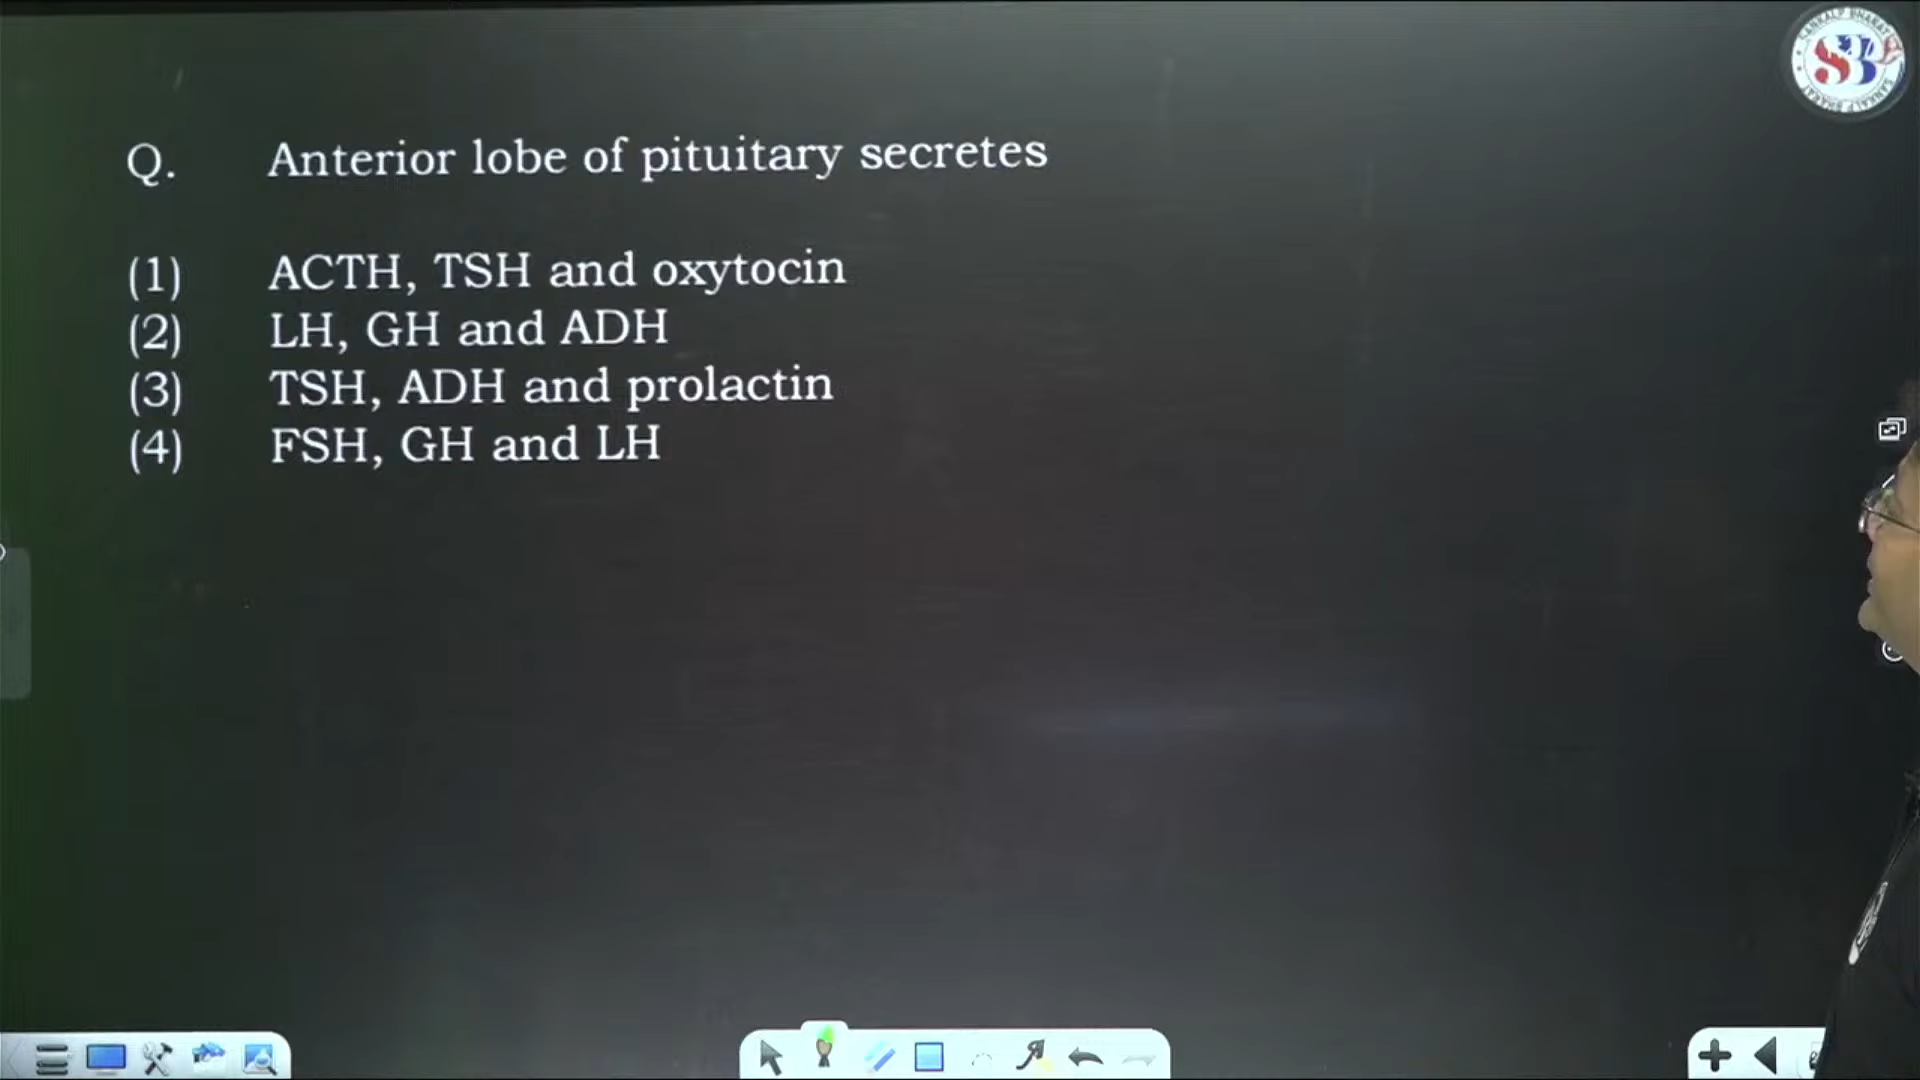 Q. Anterior lobe of pituitary secretes
(1) ACTH, TSH and oxytocin
(2) LH, GH and ADH
(3) TSH, ADH and prolactin
(4) FSH, GH and LH
SB